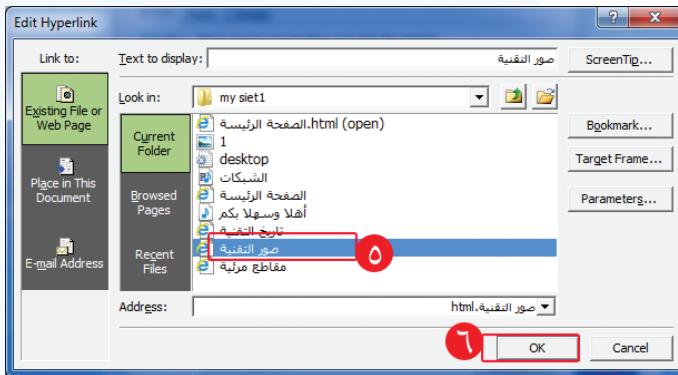 Edit Hyperlink
Link to:
Text to display: صور التقنية
ScreenTip...
Existing File or
Web Page
Look in: my siet1
Current
Folder
الصفحة الرئيسة.html (open)
1
desktop
الشبكات
الصفحة الرئيسة
أهلا وسهلا بكم
تاريخ التقنية
صور التقنية
مقاطع مرئية
٥
Bookmark...
Target Frame...
Parameters...
Place in This
Document
Browsed
Pages
E-mail Address
Recent
Files
Address: صور التقنية.html
٦
OK
Cancel